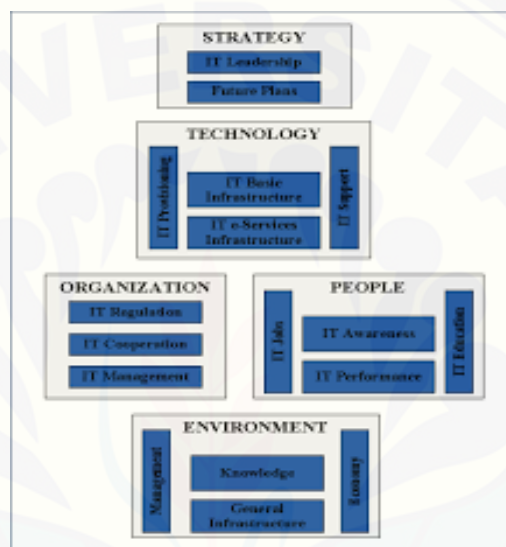 STRATEGY
IT Leadership
Future Plans
TECHNOLOGY
IT Provisioning
IT Basic
Infrastructure
IT e-Services
Infrastructure
IT Support
ORGANIZATION
IT Regulation
IT Cooperation
IT Management
PEOPLE
IT Jobs
IT Awareness
IT Performance
IT Education
ENVIRONMENT
Management
Knowledge
General
Infrastructure
Economy